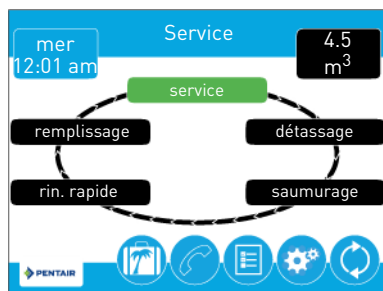 mer
12:01 am
Service
4.5
m³
service
remplissage
détassage
rin. rapide
saumurage
PENTAIR